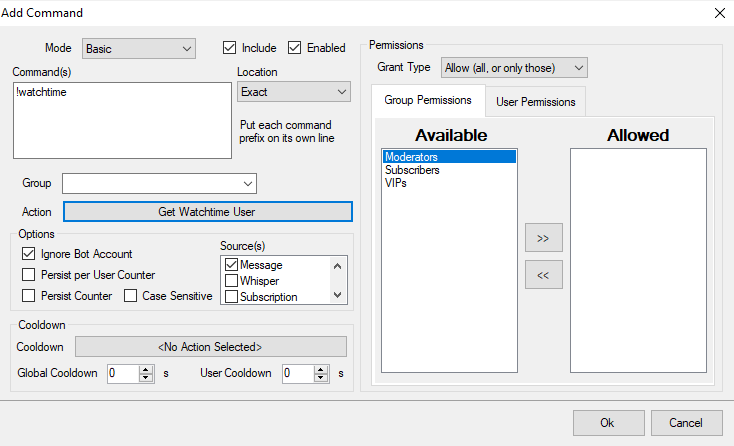 Add Command
Mode Basic Include Enabled
Command(s) Location
!watchtime Exact
Put each command
prefix on its own line
Group
Action Get Watchtime User
Options
Ignore Bot Account
Persist per User Counter
Persist Counter Case Sensitive
Source(s)
Message
Whisper
Subscription
Cooldown
Cooldown <No Action Selected>
Global Cooldown 0 s User Cooldown 0 s
Permissions
Grant Type Allow (all, or only those)
Group Permissions User Permissions
Available Allowed
Moderators
Subscribers
VIPs
>>
<<
Ok Cancel